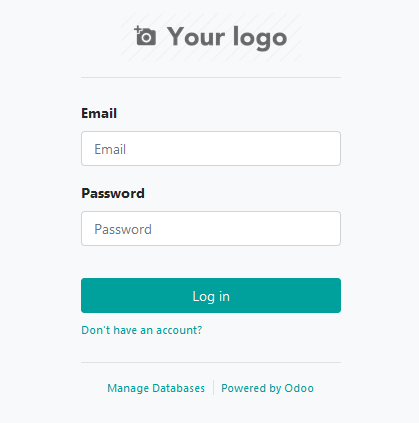 Your logo
Email
Email
Password
Password
Log in
Don't have an account?
Manage Databases | Powered by Odoo